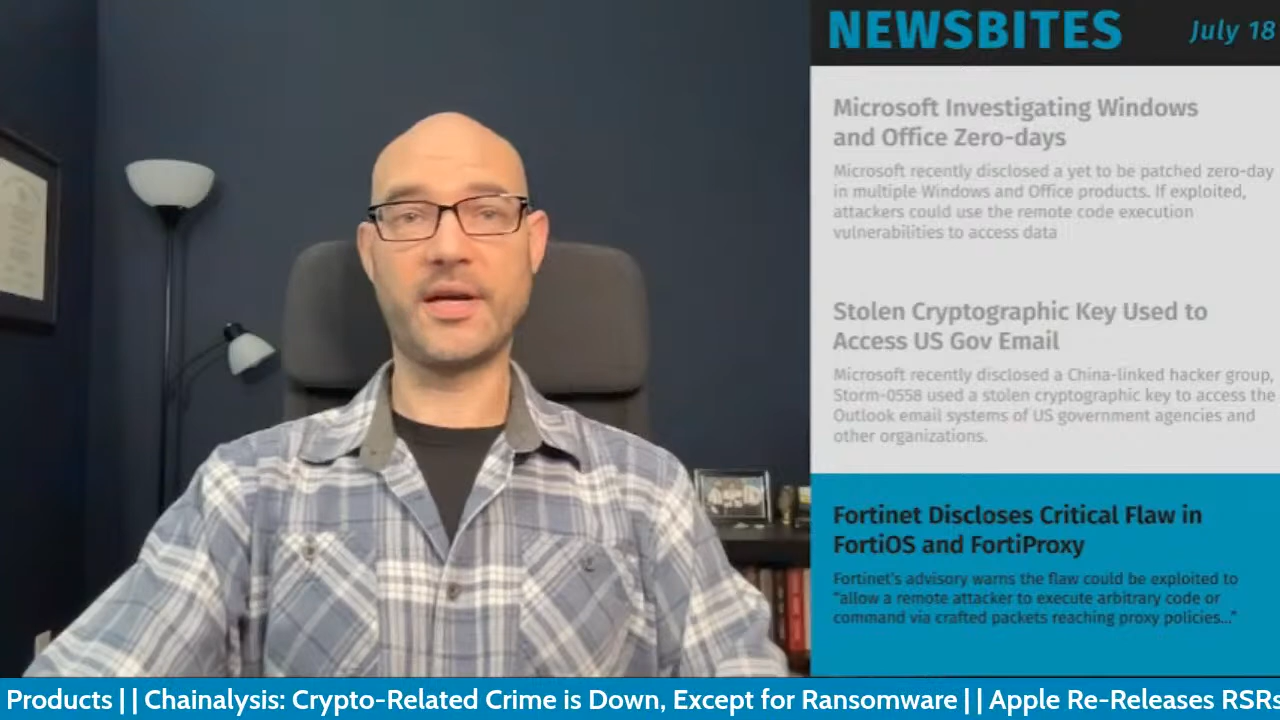 NEWSBITES
July 18
Microsoft Investigating Windows
and Office Zero-days
Microsoft recently disclosed a yet to be patched zero-day
in multiple Windows and Office products. If exploited,
attackers could use the remote code execution
vulnerabilities to access data
Stolen Cryptographic Key Used to
Access US Gov Email
Microsoft recently disclosed a China-linked hacker group,
Storm-0558 used a stolen cryptographic key to access the
Outlook email systems of US government agencies and
other organizations.
Fortinet Discloses Critical Flaw in
FortiOS and FortiProxy
Fortinet's advisory warns the flaw could be exploited to
"allow a remote attacker to execute arbitrary code or
command via crafted packets reaching proxy policies..."
Products || Chainalysis: Crypto-Related Crime is Down, Except for Ransomware || Apple Re-Releases RSRs